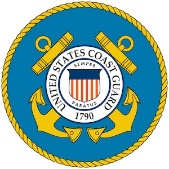 UNITED STATES COAST GUARD
SEMPER
PARATUS
1790